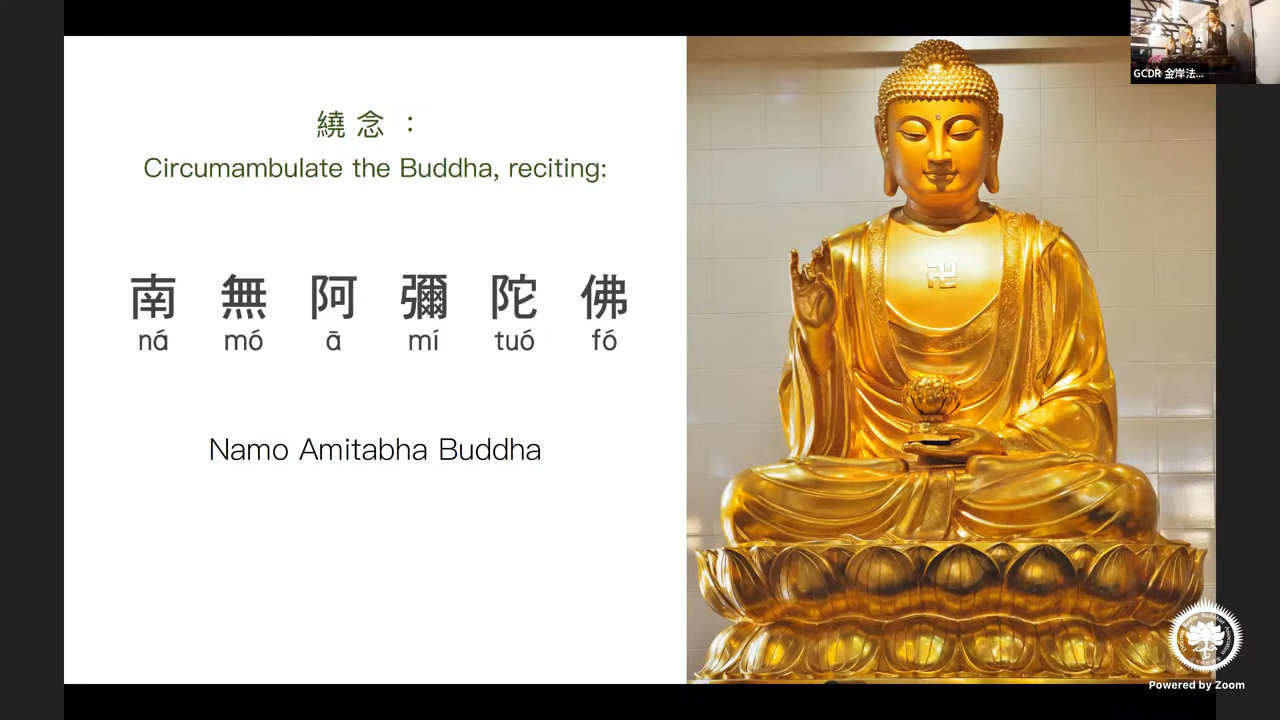 繞念：
Circumambulate the Buddha, reciting:
南無阿彌陀佛
ná mó ā mí tuó fó
Namo Amitabha Buddha
GCDR 金岸法...
卍
Powered by Zoom